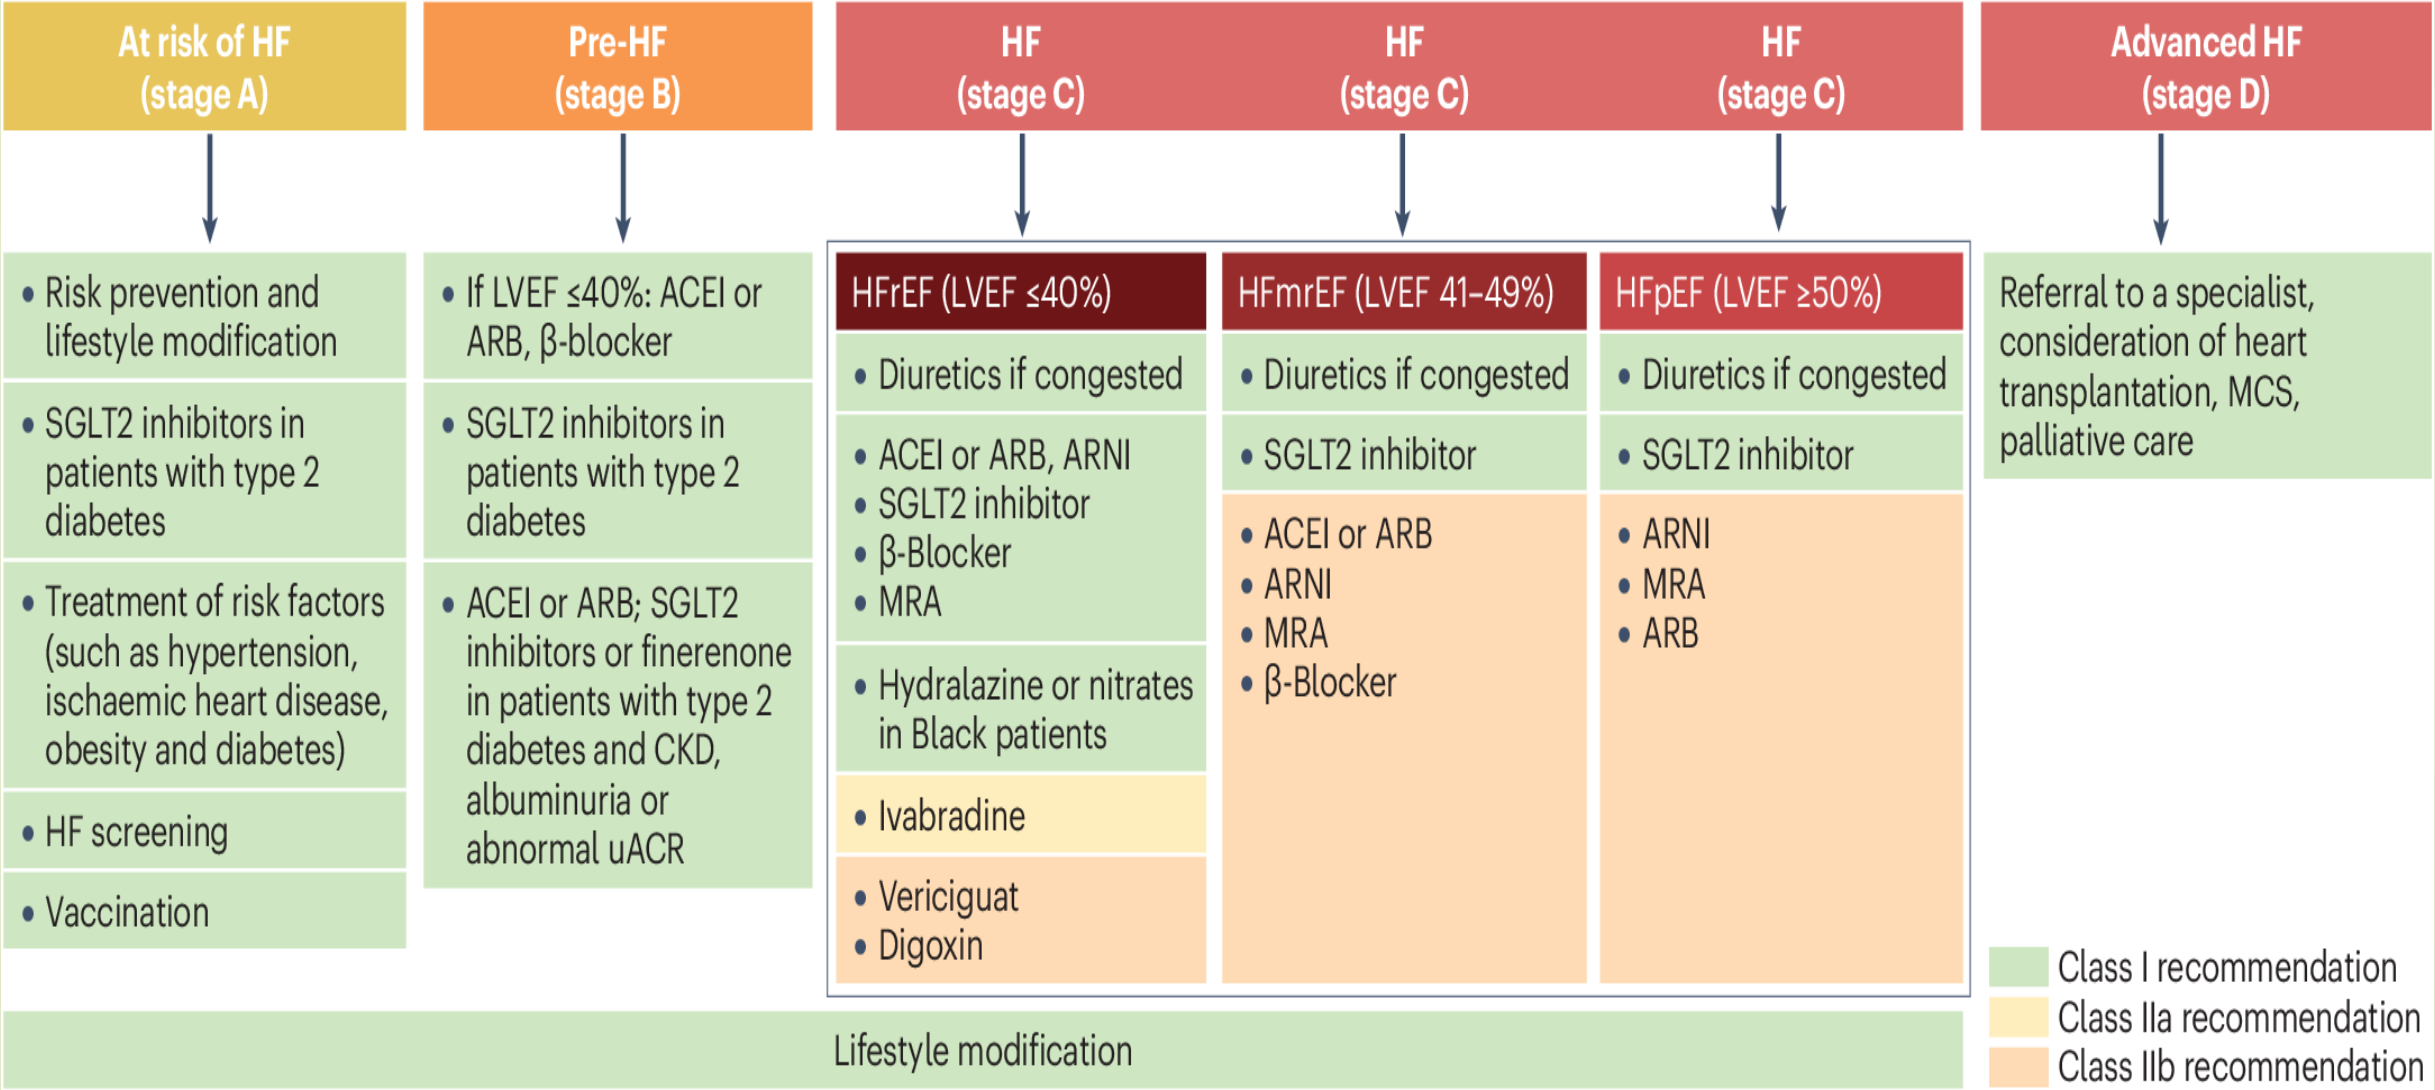 At risk of HF
(stage A)
Pre-HF
(stage B)
HF
(stage C)
HF
(stage C)
HF
(stage C)
Advanced HF
(stage D)
• Risk prevention and
lifestyle modification
• SGLT2 inhibitors in
patients with type 2
diabetes
• Treatment of risk factors
(such as hypertension,
ischaemic heart disease,
obesity and diabetes)
• HF screening
• Vaccination
• If LVEF ≤40%: ACEI or
ARB, β-blocker
• SGLT2 inhibitors in
patients with type 2
diabetes
• ACEI or ARB; SGLT2
inhibitors or finerenone
in patients with type 2
diabetes and CKD,
albuminuria or
abnormal uACR
HFrEF (LVEF ≤40%)
• Diuretics if congested
• ACEI or ARB, ARNI
• SGLT2 inhibitor
• β-Blocker
• MRA
• Hydralazine or nitrates
in Black patients
• Ivabradine
• Vericiguat
• Digoxin
HFmrEF (LVEF 41–49%)
• Diuretics if congested
• SGLT2 inhibitor
• ACEI or ARB
• ARNI
• MRA
• β-Blocker
HFpEF (LVEF ≥50%)
• Diuretics if congested
• SGLT2 inhibitor
• ARNI
• MRA
• ARB
Referral to a specialist,
consideration of heart
transplantation, MCS,
palliative care
Lifestyle modification
Class I recommendation
Class IIa recommendation
Class IIb recommendation